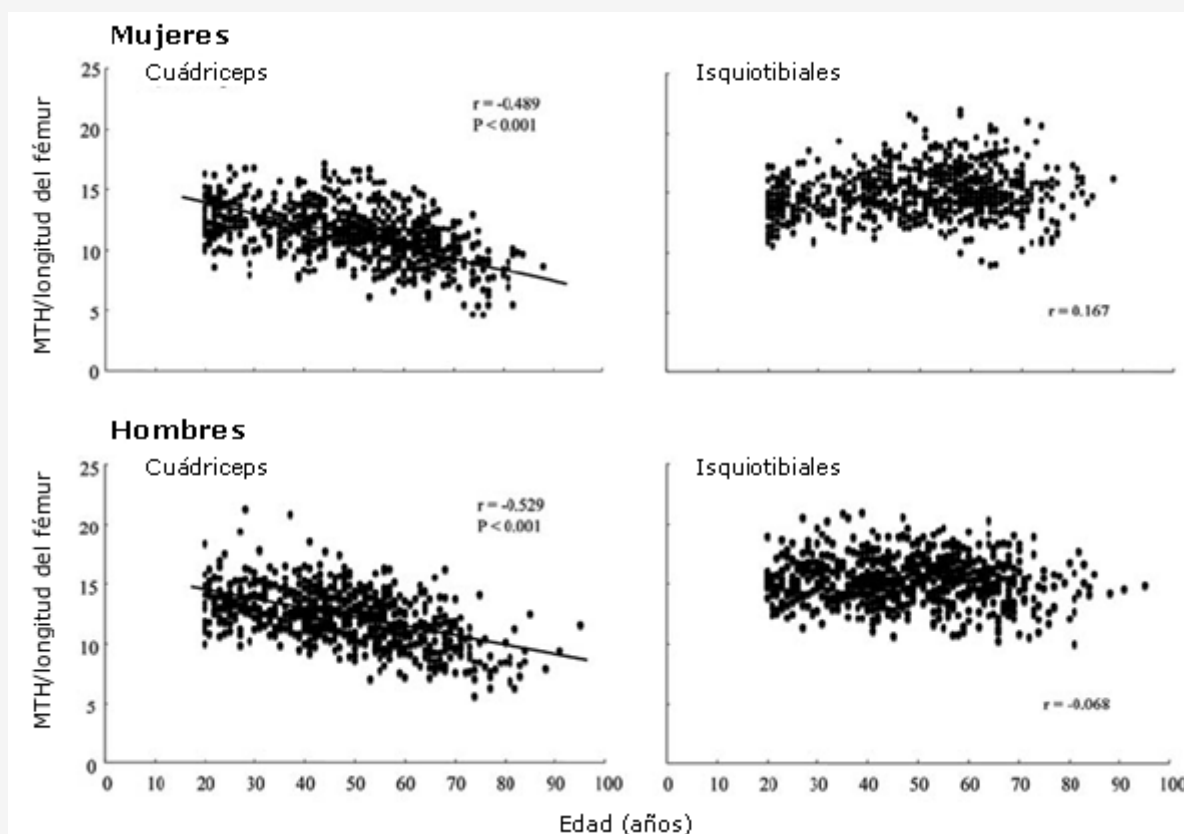 Mujeres
Cuádriceps
Isquiotibiales
MTH/longitud del fémur
25
20
15
10
5
0
r = -0.489
P < 0.001
r = 0.167
Hombres
Cuádriceps
Isquiotibiales
MTH/longitud del fémur
25
20
15
10
5
0
r = -0.529
P < 0.001
r = -0.068
10 20 30 40 50 60 70 80 90 100
0 10 20 30 40 50 60 70 80 90 100
Edad (años)